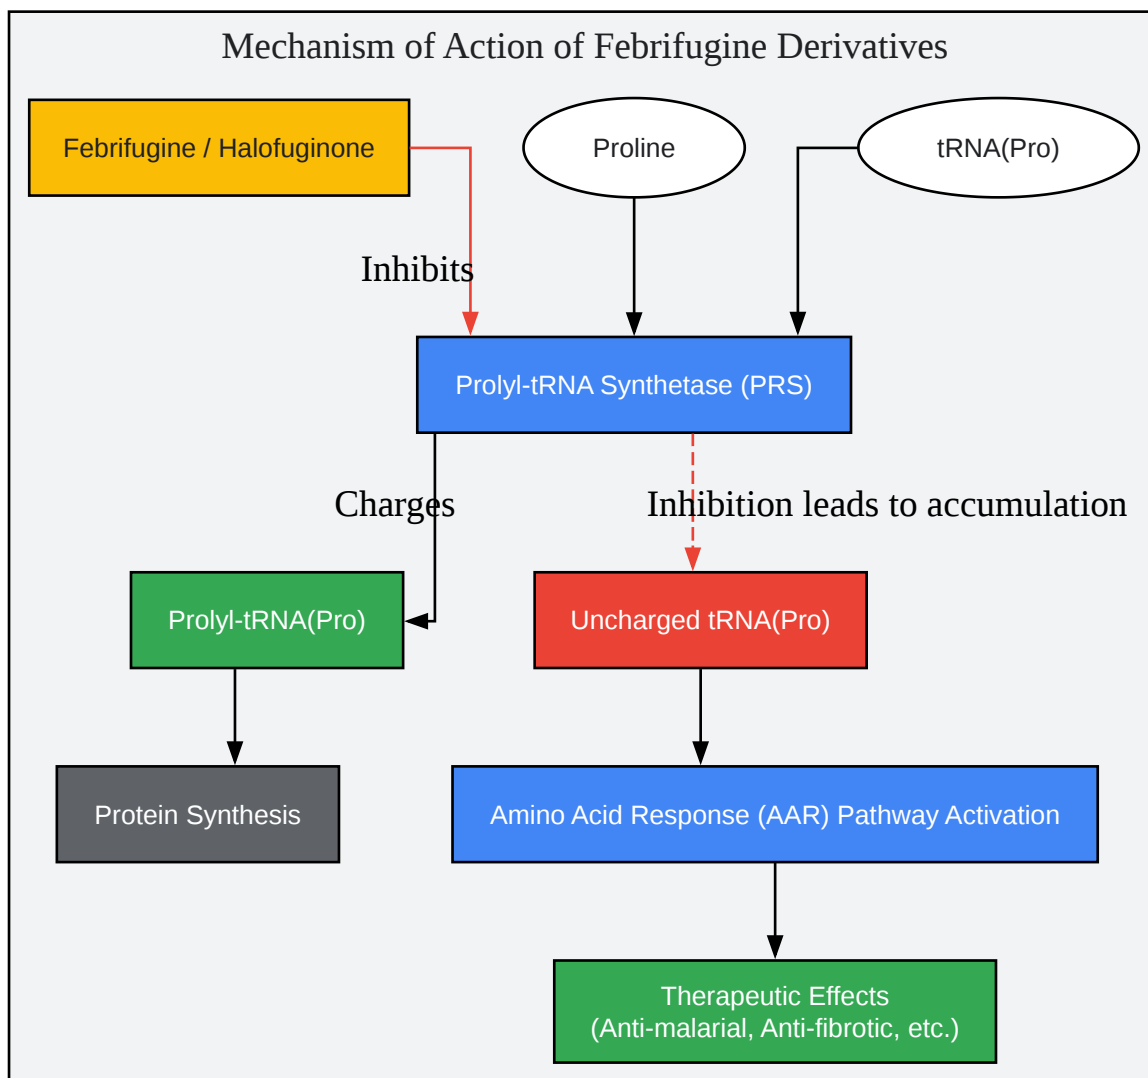 Mechanism of Action of Febrifugine Derivatives
Febrifugine / Halofuginone
Proline
tRNA(Pro)
Inhibits
Prolyl-tRNA Synthetase (PRS)
Charges
Inhibition leads to accumulation
Prolyl-tRNA(Pro)
Uncharged tRNA(Pro)
Protein Synthesis
Amino Acid Response (AAR) Pathway Activation
Therapeutic Effects
(Anti-malarial, Anti-fibrotic, etc.)